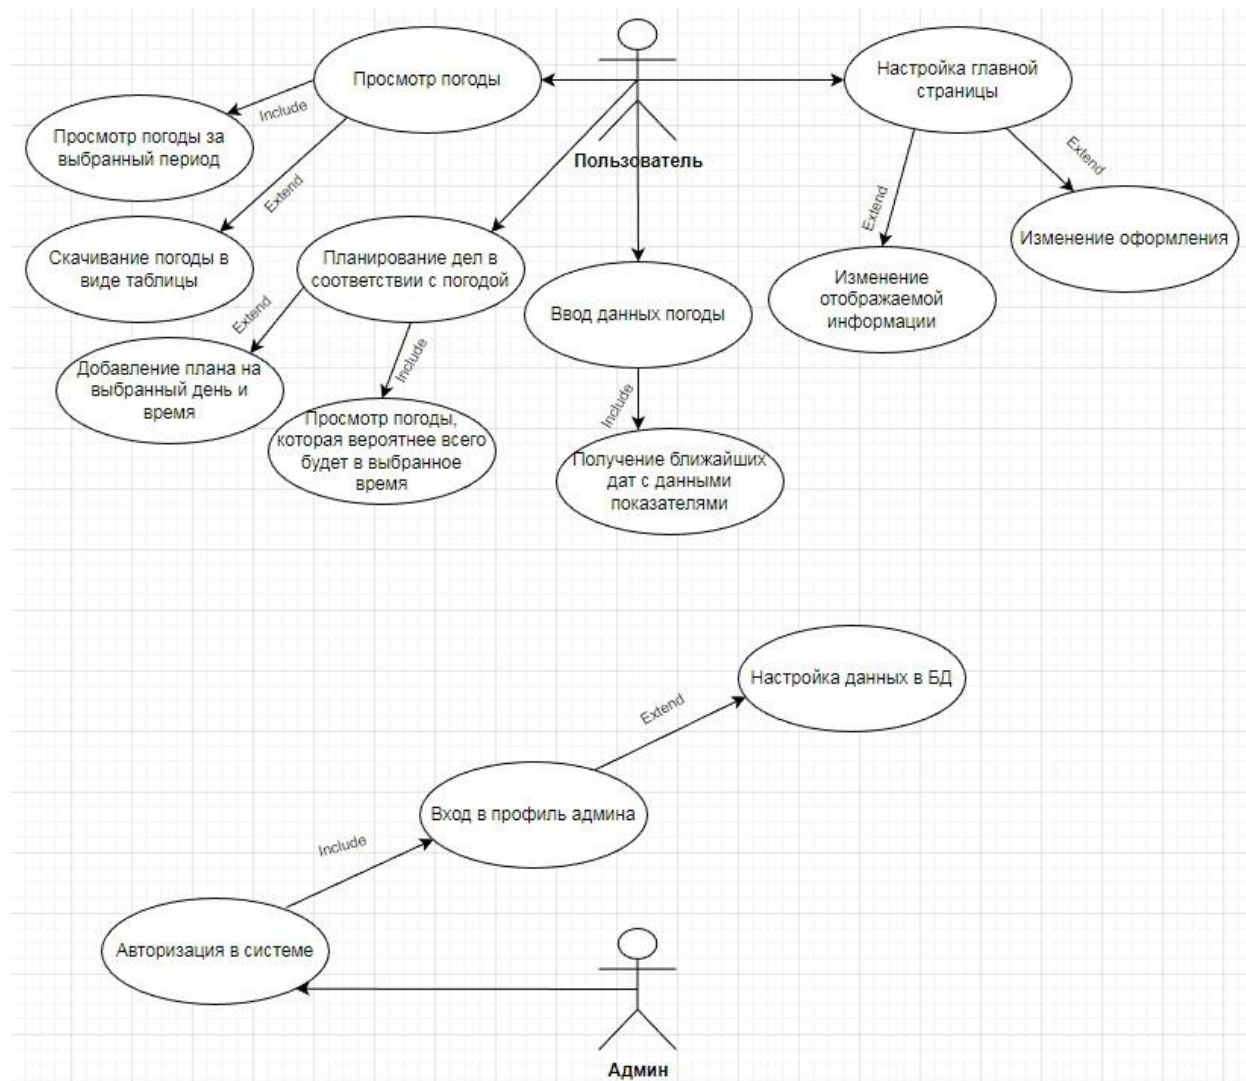 Просмотр погоды
Настройка главной
страницы
Include
Просмотр погоды за
выбранный период
Пользователь
Extend
Extend
Extend
Скачивание погоды в
виде таблицы
Планирование дел в
соответствии с погодой
Изменение оформления
Изменение
отображаемой
информации
Ввод данных погоды
Extend
Include
Добавление плана на
выбранный день и
время
Include
Просмотр погоды,
которая вероятнее всего
будет в выбранное
время
Получение ближайших
дат с данными
показателями
Настройка данных в БД
Extend
Вход в профиль админа
Include
Авторизация в системе
Админ